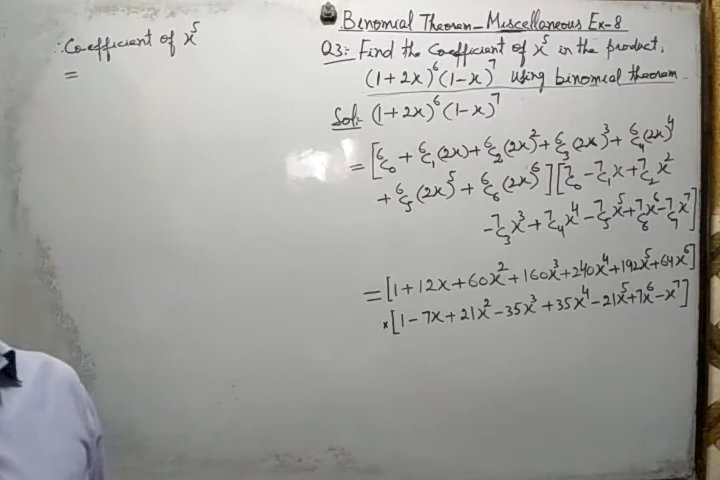 Binomial Theorem - Miscellaneous Ex-8
Q3:- Find the Coefficient of x⁵ in the product,
(1+2x)⁶(1-x)⁷ using binomial theorem.
Sol:- (1+2x)⁶(1-x)⁷
= [⁶C₀ + ⁶C₁(2x) + ⁶C₂(2x)² + ⁶C₃(2x)³ + ⁶C₄(2x)⁴
+ ⁶C₅(2x)⁵ + ⁶C₆(2x)⁶] [⁷C₀ - ⁷C₁x + ⁷C₂x²
- ⁷C₃x³ + ⁷C₄x⁴ - ⁷C₅x⁵ + ⁷C₆x⁶ - ⁷C₇x⁷]
= [1 + 12x + 60x² + 160x³ + 240x⁴ + 192x⁵ + 64x⁶]
× [1 - 7x + 21x² - 35x³ + 35x⁴ - 21x⁵ + 7x⁶ - x⁷]
∴ Co-efficient of x⁵
=